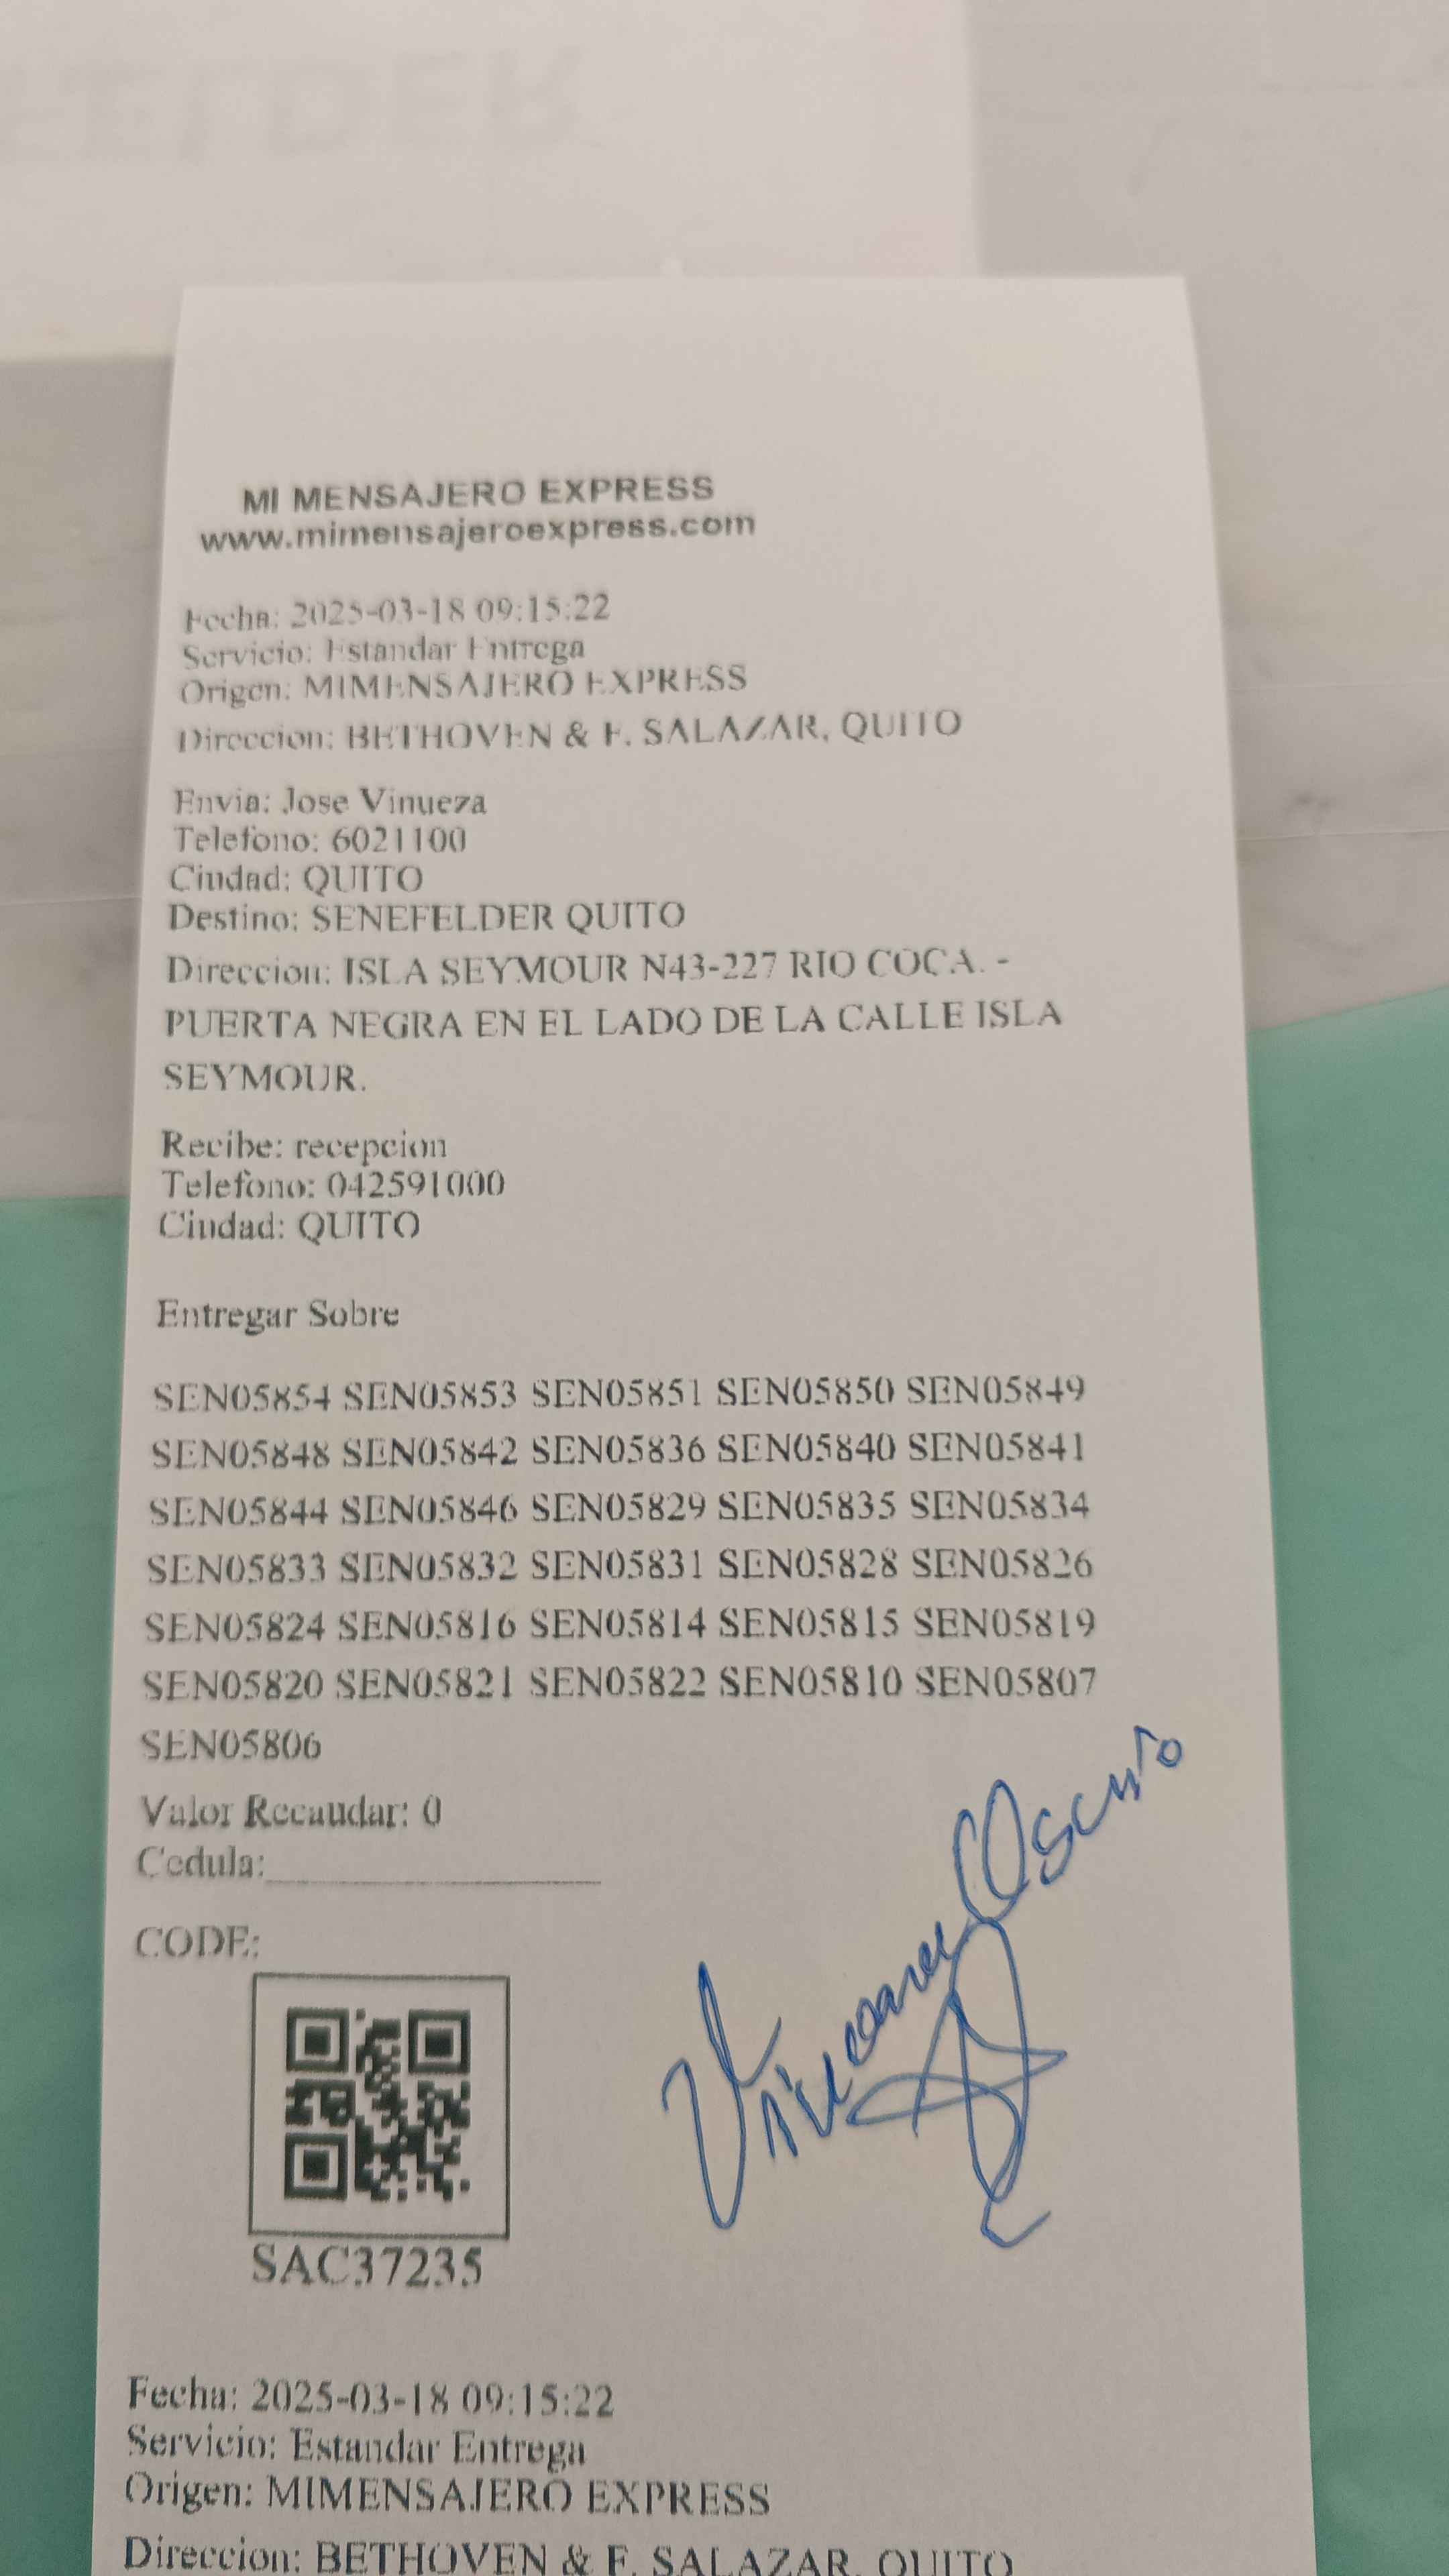 MI MENSAJERO EXPRESS
www.mimensajeroexpress.com
Fecha: 2025-03-18 09:15:22
Servicio: Estandar Entrega
Origen: MIMENSAJERO EXPRESS
Direccion: BETHOVEN & F. SALAZAR, QUITO
Envia: Jose Vinueza
Telefono: 6021100
Ciudad: QUITO
Destino: SENEFELDER QUITO
Direccion: ISLA SEYMOUR N43-227 RIO COCA. -
PUERTA NEGRA EN EL LADO DE LA CALLE ISLA
SEYMOUR.
Recibe: recepcion
Telefono: 042591000
Ciudad: QUITO
Entregar Sobre
SEN05854 SEN05853 SEN05851 SEN05850 SEN05849
SEN05848 SEN05842 SEN05836 SEN05840 SEN05841
SEN05844 SEN05846 SEN05829 SEN05835 SEN05834
SEN05833 SEN05832 SEN05831 SEN05828 SEN05826
SEN05824 SEN05816 SEN05814 SEN05815 SEN05819
SEN05820 SEN05821 SEN05822 SEN05810 SEN05807
SEN05806
Valor Recaudar: 0
Cedula:
CODE:
SAC37235
Fecha: 2025-03-18 09:15:22
Servicio: Estandar Entrega
Origen: MIMENSAJERO EXPRESS
Direccion: BETHOVEN & F. SALAZAR, QUITO